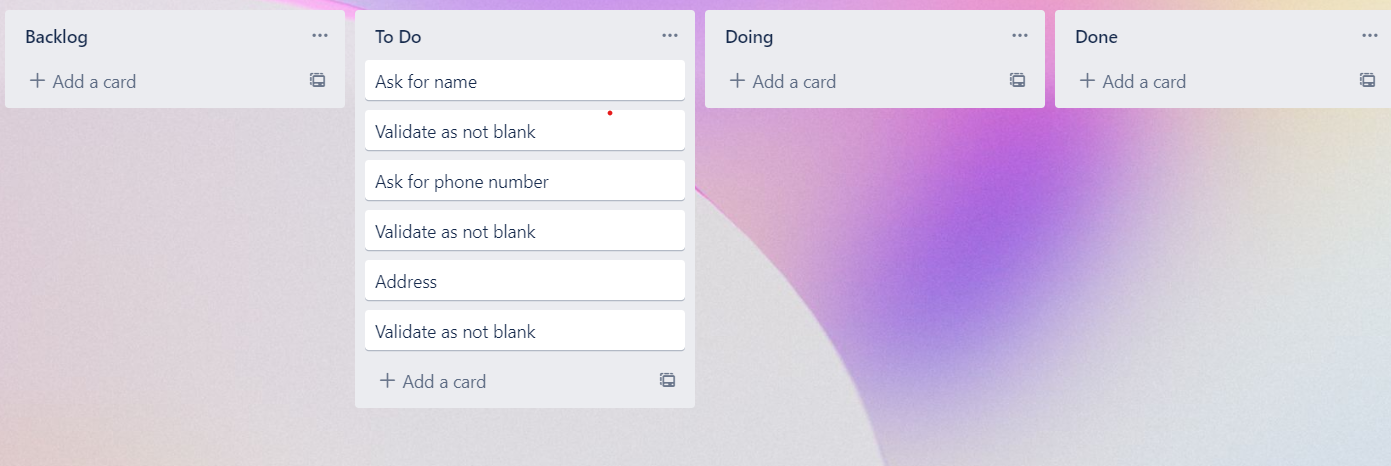 Backlog
Add a card
To Do
Ask for name
Validate as not blank
Ask for phone number
Validate as not blank
Address
Validate as not blank
Add a card
Doing
Add a card
Done
Add a card